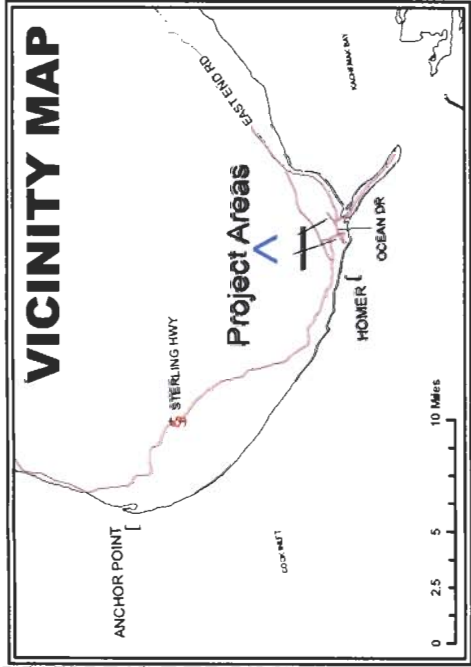 VICINITY MAP
EAST END RD
KACHEMAK BAY
Project Areas
STERLING HWY
OCEAN DR
HOMER
ANCHOR POINT
COOK INLET
0 2.5 5 10 Miles